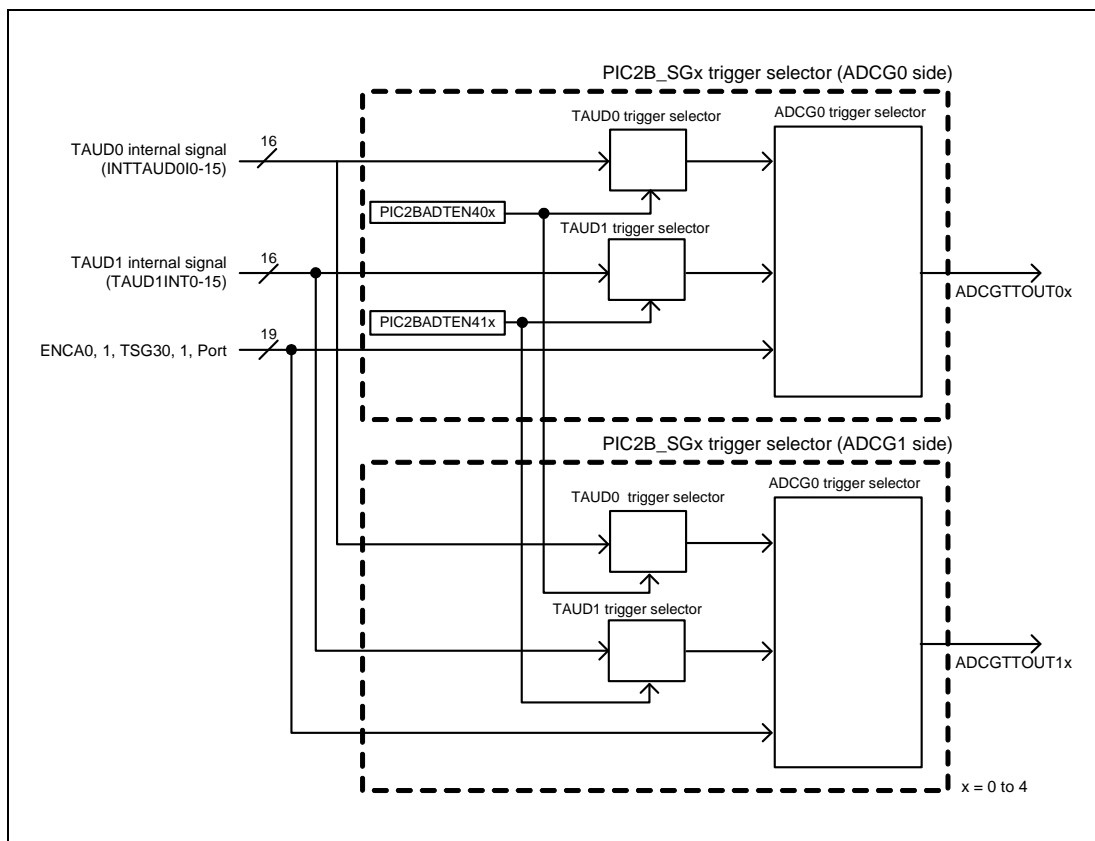 PIC2B_SGx trigger selector (ADCG0 side)
TAUD0 trigger selector
ADCG0 trigger selector
16
TAUD0 internal signal
(INTTAUD0I0-15)
PIC2BADTEN40x
TAUD1 trigger selector
16
TAUD1 internal signal
(TAUD1INT0-15)
ADCGTTOUT0x
PIC2BADTEN41x
19
ENCA0, 1, TSG30, 1, Port
PIC2B_SGx trigger selector (ADCG1 side)
ADCG0 trigger selector
TAUD0  trigger selector
TAUD1 trigger selector
ADCGTTOUT1x
x = 0 to 4